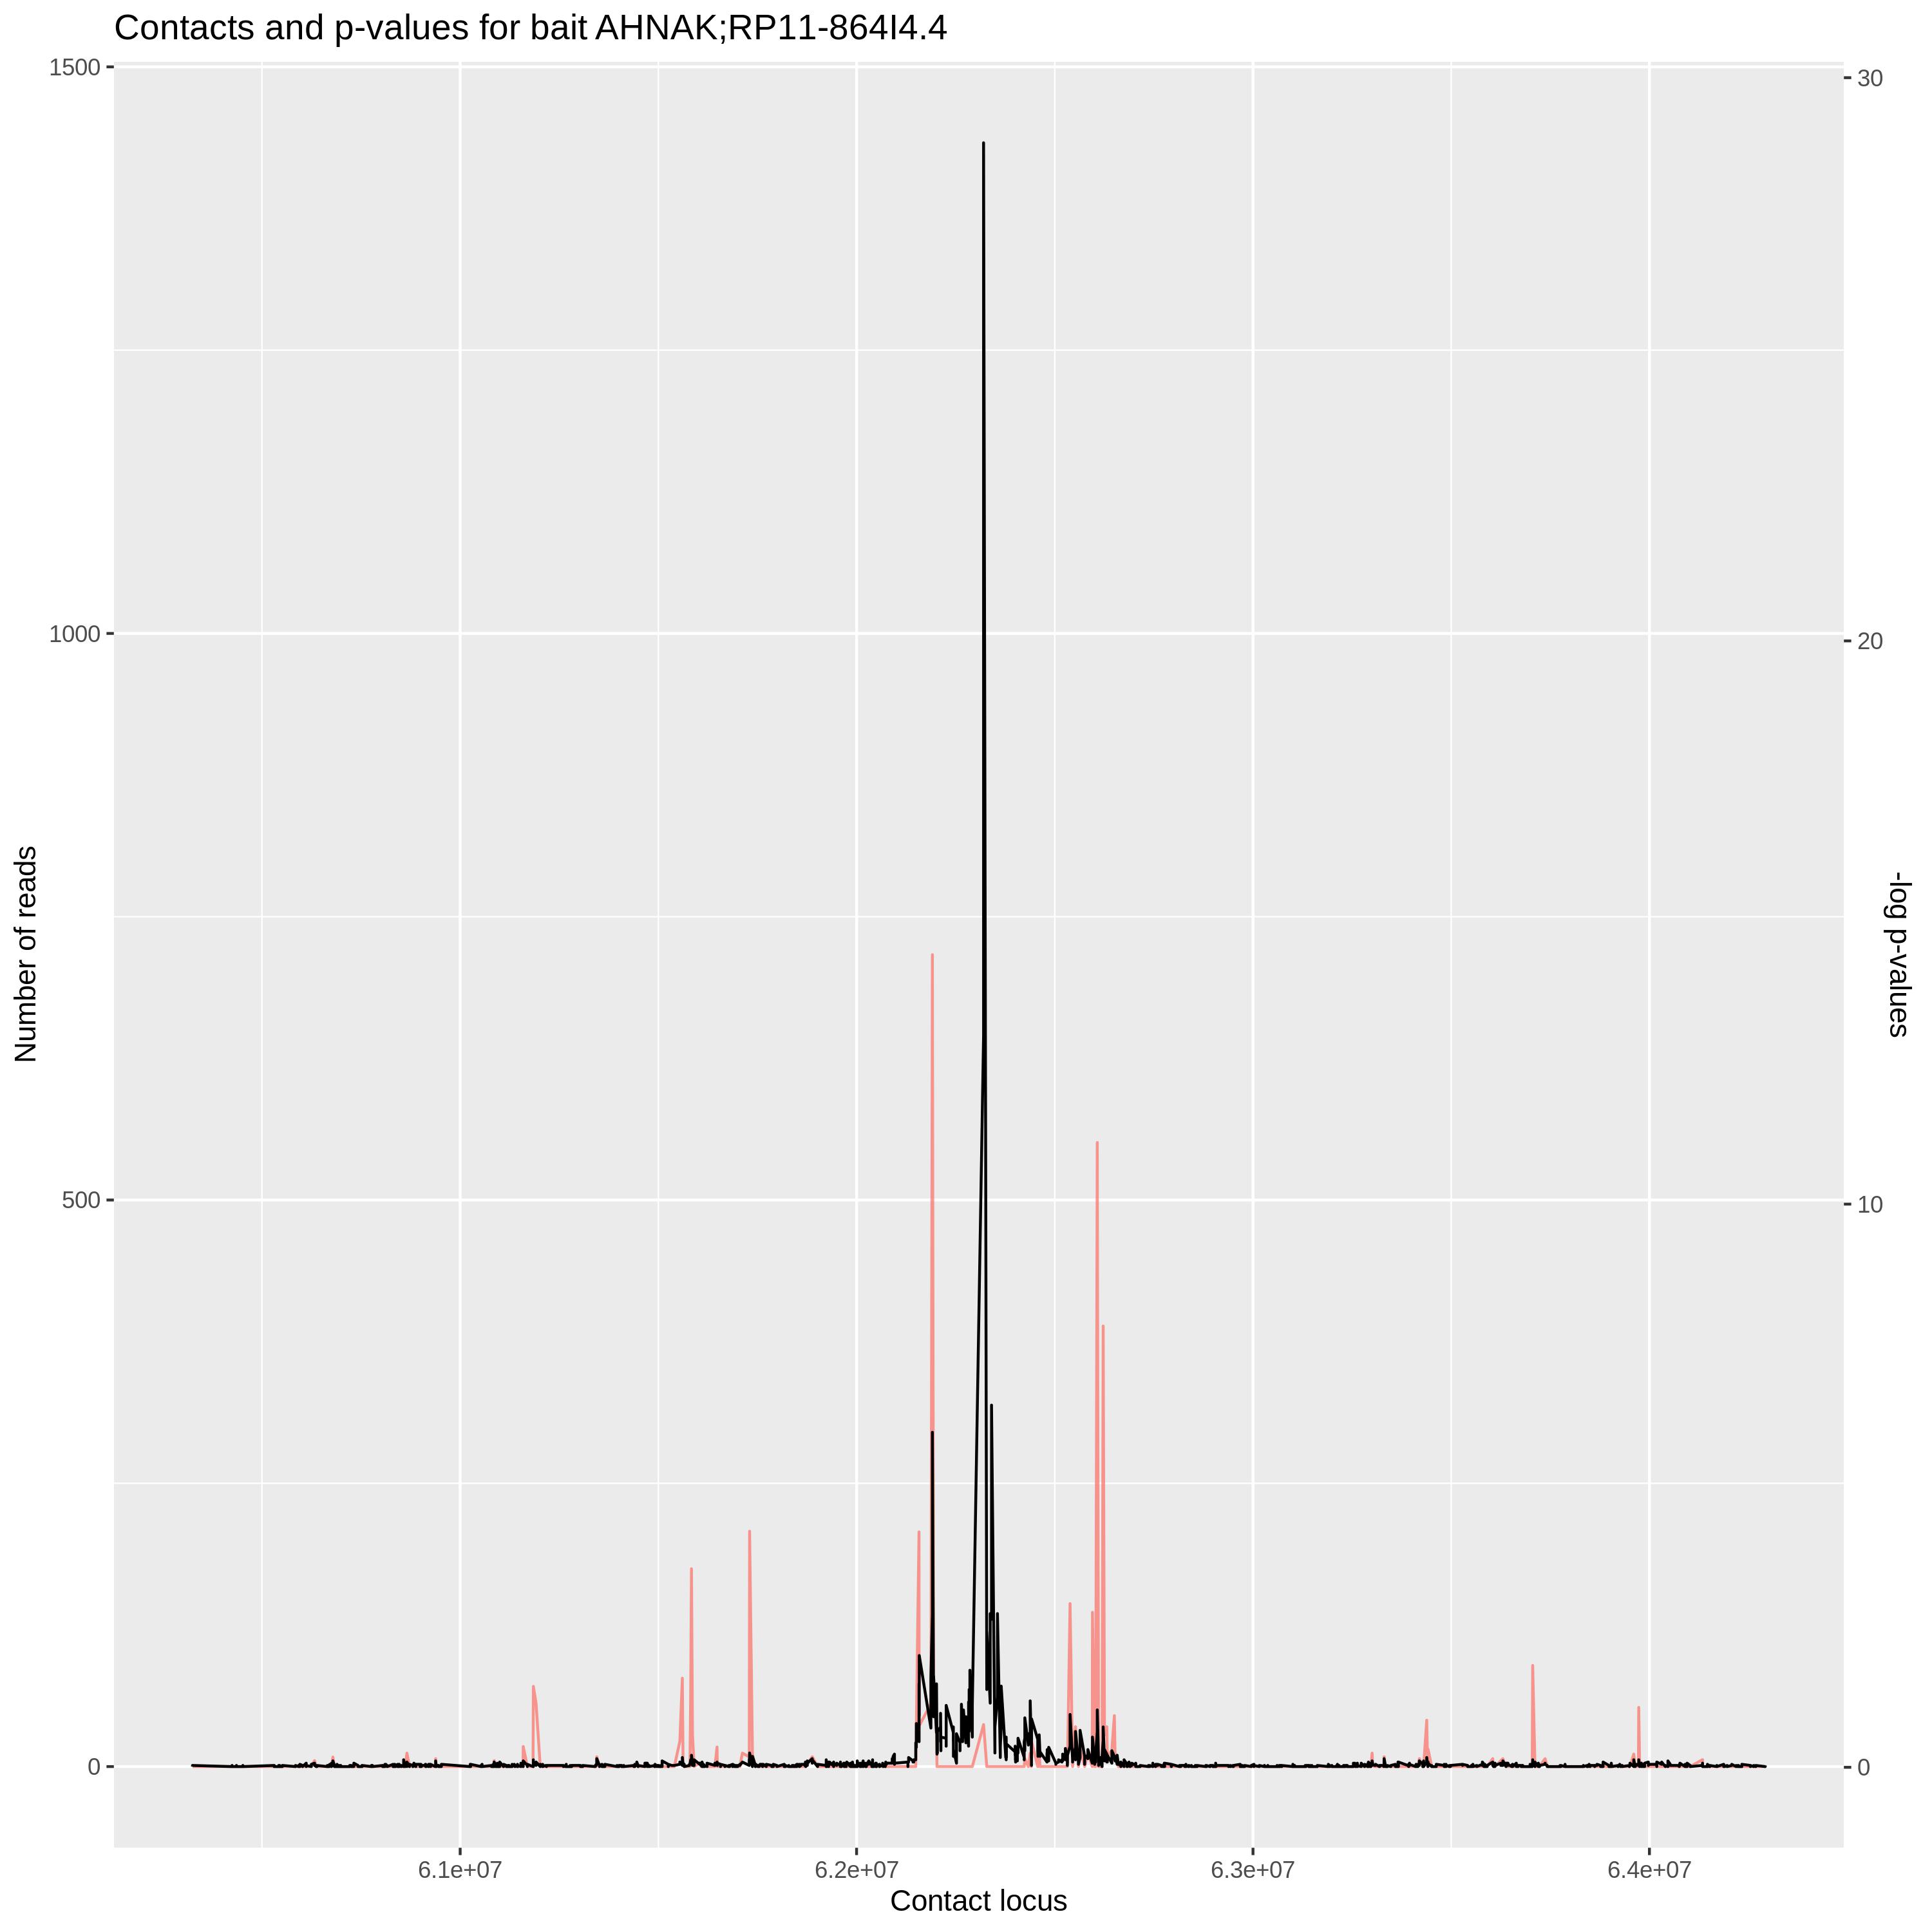 Contacts and p-values for bait AHNAK;RP11-864I4.4
1500
1000
500
0
Number of reads
30
20
10
0
-log p-values
6.1e+07
6.2e+07
6.3e+07
6.4e+07
Contact locus